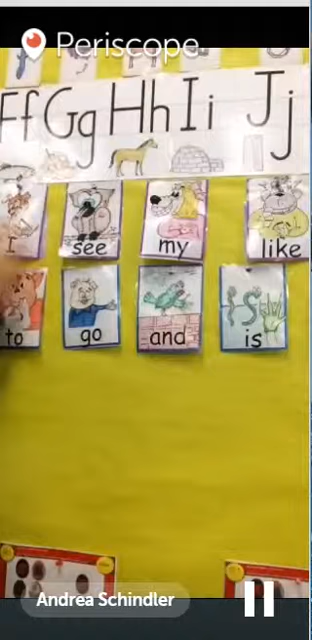 Periscope
Ff Gg Hh Ii Jj
I see my like
to go and is
Andrea Schindler